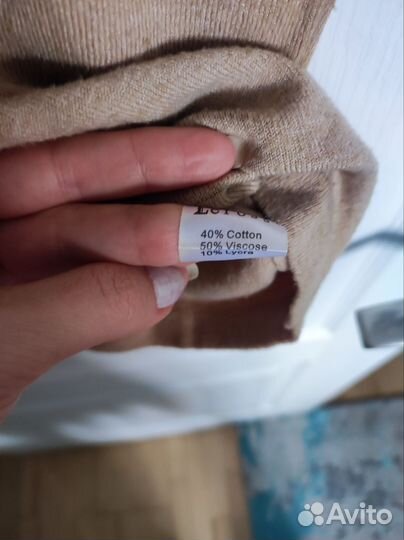 40% Cotton
50% Viscose
10% Lycra
Avito